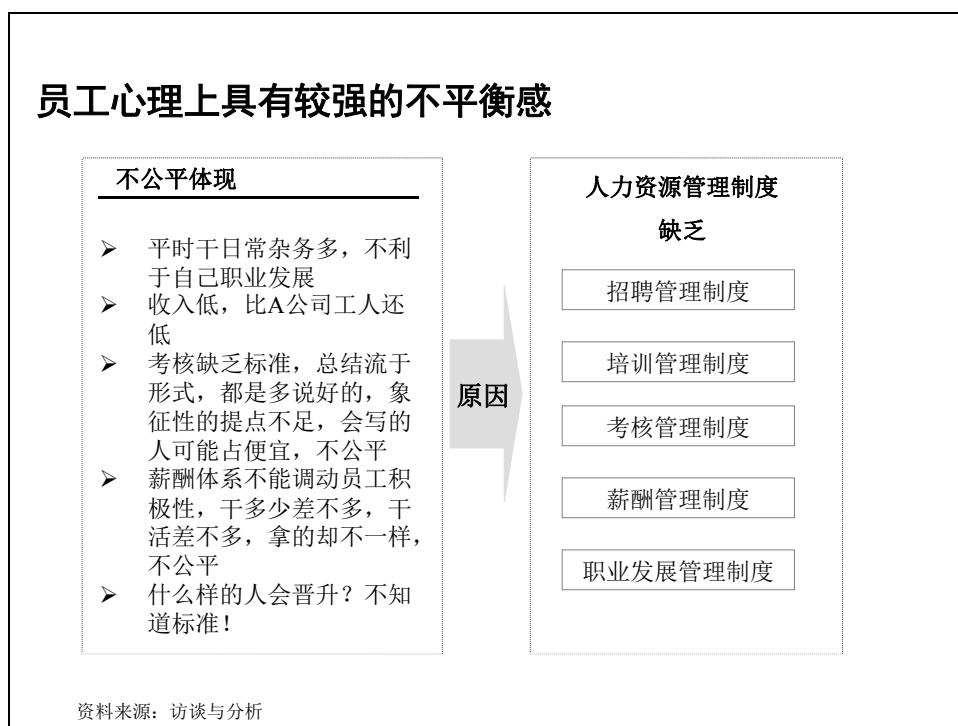 员工心理上具有较强的不平衡感
不公平体现
➢ 平时干日常杂务多，不利
于自己职业发展
➢ 收入低，比A公司工人还
低
➢ 考核缺乏标准，总结流于
形式，都是多说好的，象
征性的提点不足，会写的
人可能占便宜，不公平
➢ 薪酬体系不能调动员工积
极性，干多少差不多，干
活差不多，拿的却不一样，
不公平
➢ 什么样的人会晋升？不知
道标准！
原因
人力资源管理制度
缺乏
招聘管理制度
培训管理制度
考核管理制度
薪酬管理制度
职业发展管理制度
资料来源：访谈与分析